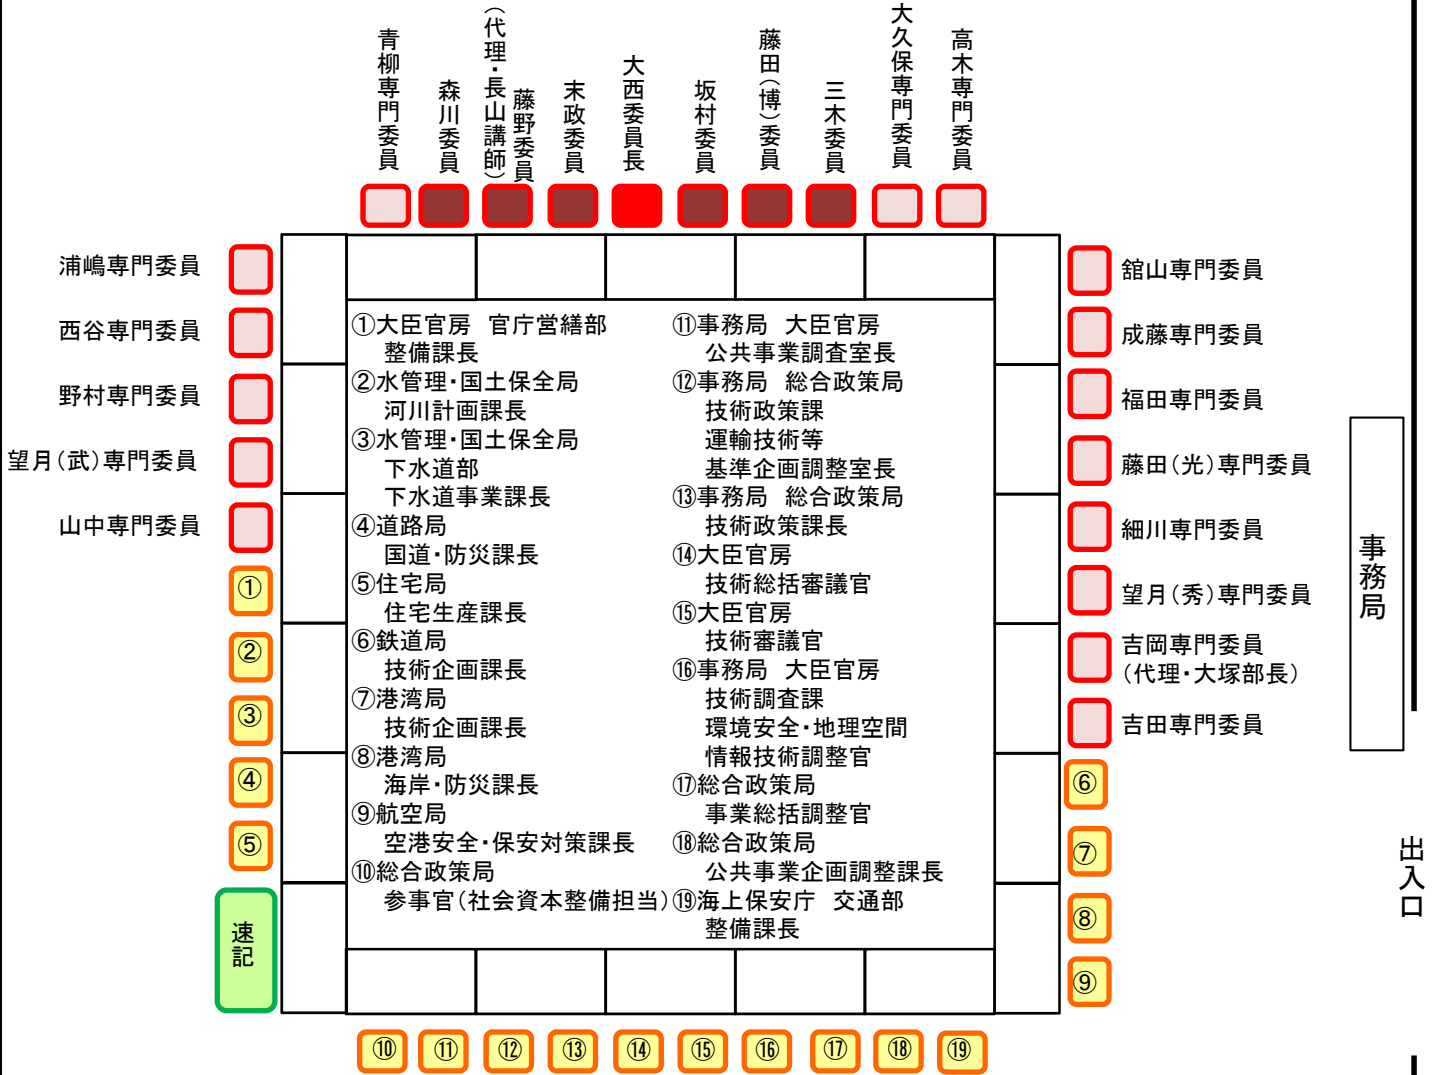 青柳専門委員
森川委員
藤野委員
（代理・長山講師）
末政委員
大西委員長
坂村委員
藤田（博）委員
三木委員
大久保専門委員
高木専門委員
浦嶋専門委員
西谷専門委員
野村専門委員
望月（武）専門委員
山中専門委員
①
②
③
④
⑤
速記
①大臣官房　官庁営繕部
整備課長
②水管理・国土保全局
河川計画課長
③水管理・国土保全局
下水道部
下水道事業課長
④道路局
国道・防災課長
⑤住宅局
住宅生産課長
⑥鉄道局
技術企画課長
⑦港湾局
技術企画課長
⑧港湾局
海岸・防災課長
⑨航空局
空港安全・保安対策課長
⑩総合政策局
参事官（社会資本整備担当）
⑪事務局　大臣官房
公共事業調査室長
⑫事務局　総合政策局
技術政策課
運輸技術等
基準企画調整室長
⑬事務局　総合政策局
技術政策課長
⑭大臣官房
技術総括審議官
⑮大臣官房
技術審議官
⑯事務局　大臣官房
技術調査課
環境安全・地理空間
情報技術調整官
⑰総合政策局
事業総括調整官
⑱総合政策局
公共事業企画調整課長
⑲海上保安庁　交通部
整備課長
舘山専門委員
成藤専門委員
福田専門委員
藤田（光）専門委員
細川専門委員
望月（秀）専門委員
吉岡専門委員
（代理・大塚部長）
吉田専門委員
⑥
⑦
⑧
⑨
事務局
出入口
⑩
⑪
⑫
⑬
⑭
⑮
⑯
⑰
⑱
⑲